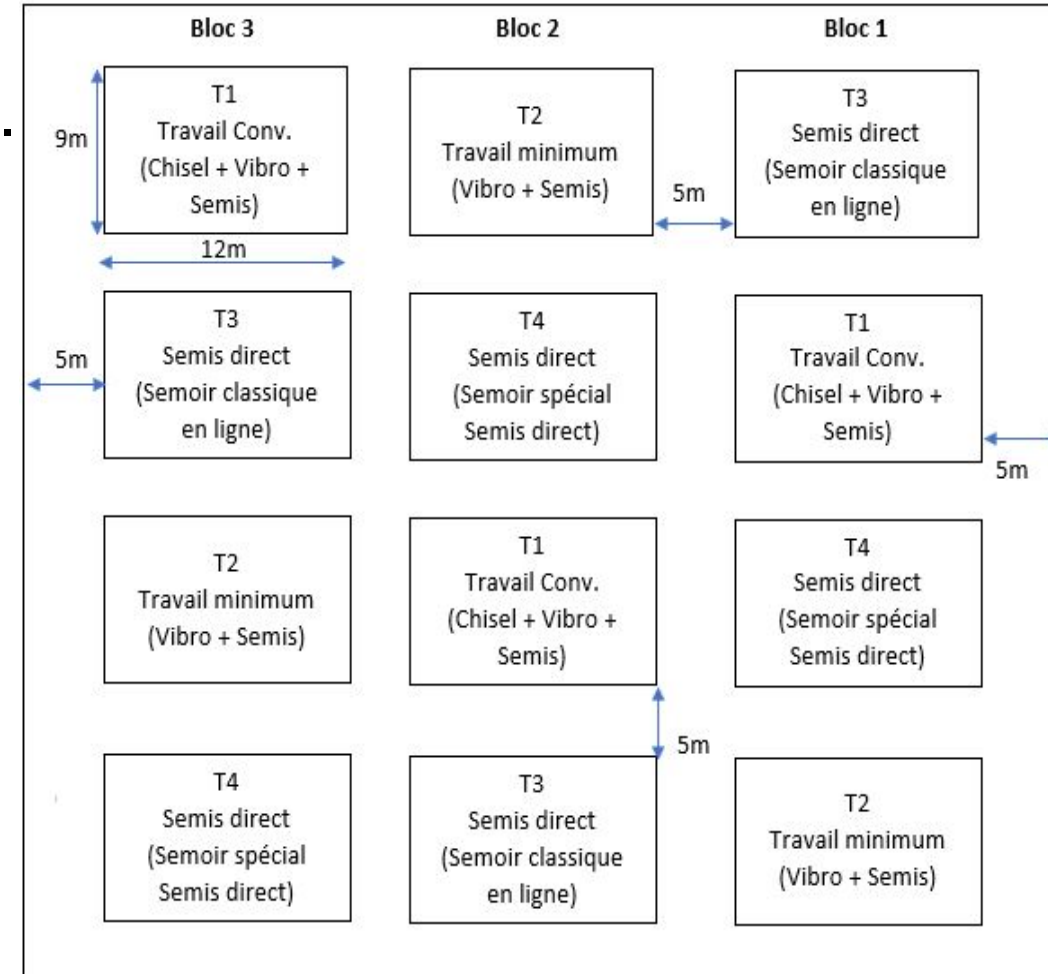 Bloc 3
Bloc 2
Bloc 1
T1
Travail Conv.
(Chisel + Vibro +
Semis)
T2
Travail minimum
(Vibro + Semis)
T3
Semis direct
(Semoir classique
en ligne)
9m
5m
12m
T3
Semis direct
(Semoir classique
en ligne)
T4
Semis direct
(Semoir spécial
Semis direct)
T1
Travail Conv.
(Chisel + Vibro +
Semis)
5m
5m
T2
Travail minimum
(Vibro + Semis)
T1
Travail Conv.
(Chisel + Vibro +
Semis)
T4
Semis direct
(Semoir spécial
Semis direct)
5m
T4
Semis direct
(Semoir spécial
Semis direct)
T3
Semis direct
(Semoir classique
en ligne)
T2
Travail minimum
(Vibro + Semis)